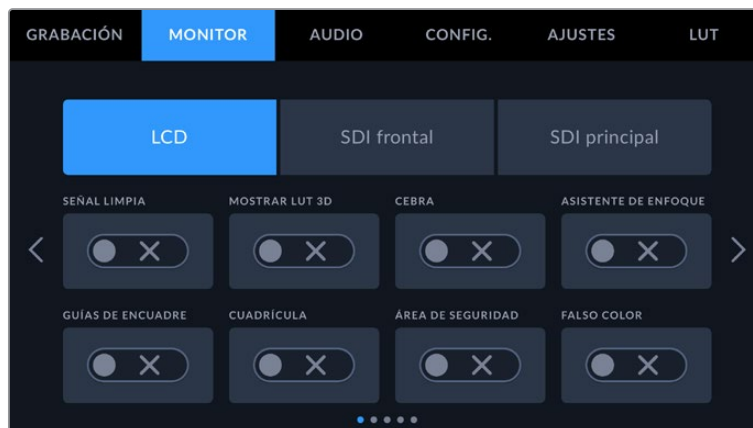 GRABACIÓN MONITOR AUDIO CONFIG. AJUSTES LUT
LCD SDI frontal SDI principal
SEÑAL LIMPIA MOSTRAR LUT 3D CEBRA ASISTENTE DE ENFOQUE
GUÍAS DE ENCUADRE CUADRÍCULA ÁREA DE SEGURIDAD FALSO COLOR